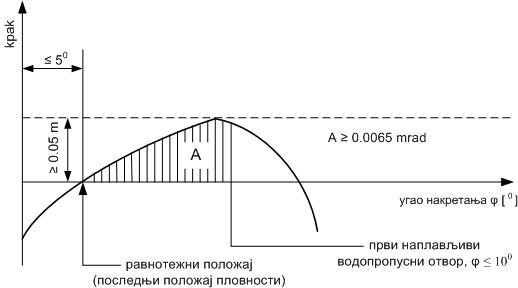 крак
≤ 5⁰
≥ 0.05 m
A
A ≥ 0.0065 mrad
угао накретања φ [ ⁰ ]
равнотежни положај
(последњи положај пловности)
први наплављиви
водопропусни отвор, φ ≤ 10⁰